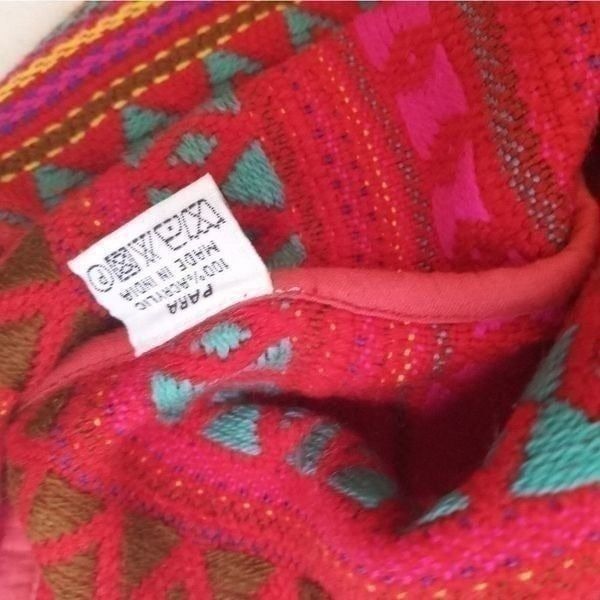 PARA
100% ACRYLIC
MADE IN INDIA
P